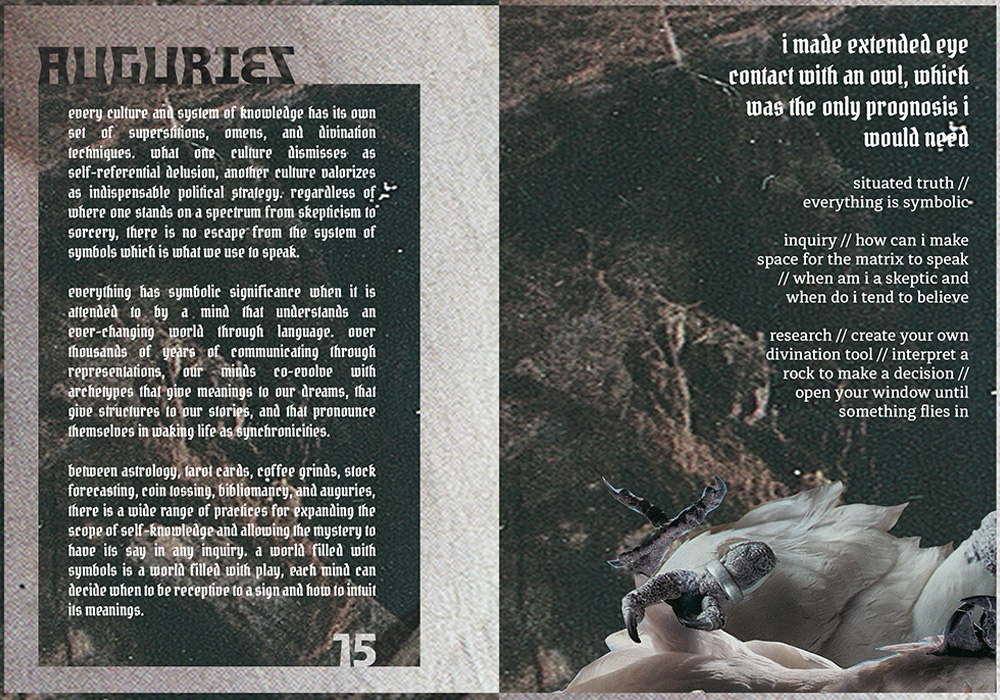 AUGURIES
every culture and system of knowledge has its own
set of superstitions, omens, and divination
techniques. what one culture dismisses as
self-referential delusion, another culture valorizes
as indispensable political strategy. regardless of
where one stands on a spectrum from skepticism to
sorcery, there is no escape from the system of
symbols which is what we use to speak.
everything has symbolic significance when it is
attended to by a mind that understands an
ever-changing world through language. over
thousands of years of communicating through
representations, our minds co-evolve with
archetypes that give meanings to our dreams, that
give structures to our stories, and that pronounce
themselves in waking life as synchronicities.
between astrology, tarot cards, coffee grinds, stock
forecasting, coin tossing, bibliomancy, and auguries,
there is a wide range of practices for expanding the
scope of self-knowledge and allowing the mystery to
have its say in any inquiry. a world filled with
symbols is a world filled with play, each mind can
decide when to be receptive to a sign and how to intuit
its meanings.
15
i made extended eye
contact with an owl, which
was the only prognosis i
would need
situated truth //
everything is symbolic
inquiry // how can i make
space for the matrix to speak
// when am i a skeptic and
when do i tend to believe
research // create your own
divination tool // interpret a
rock to make a decision //
open your window until
something flies in